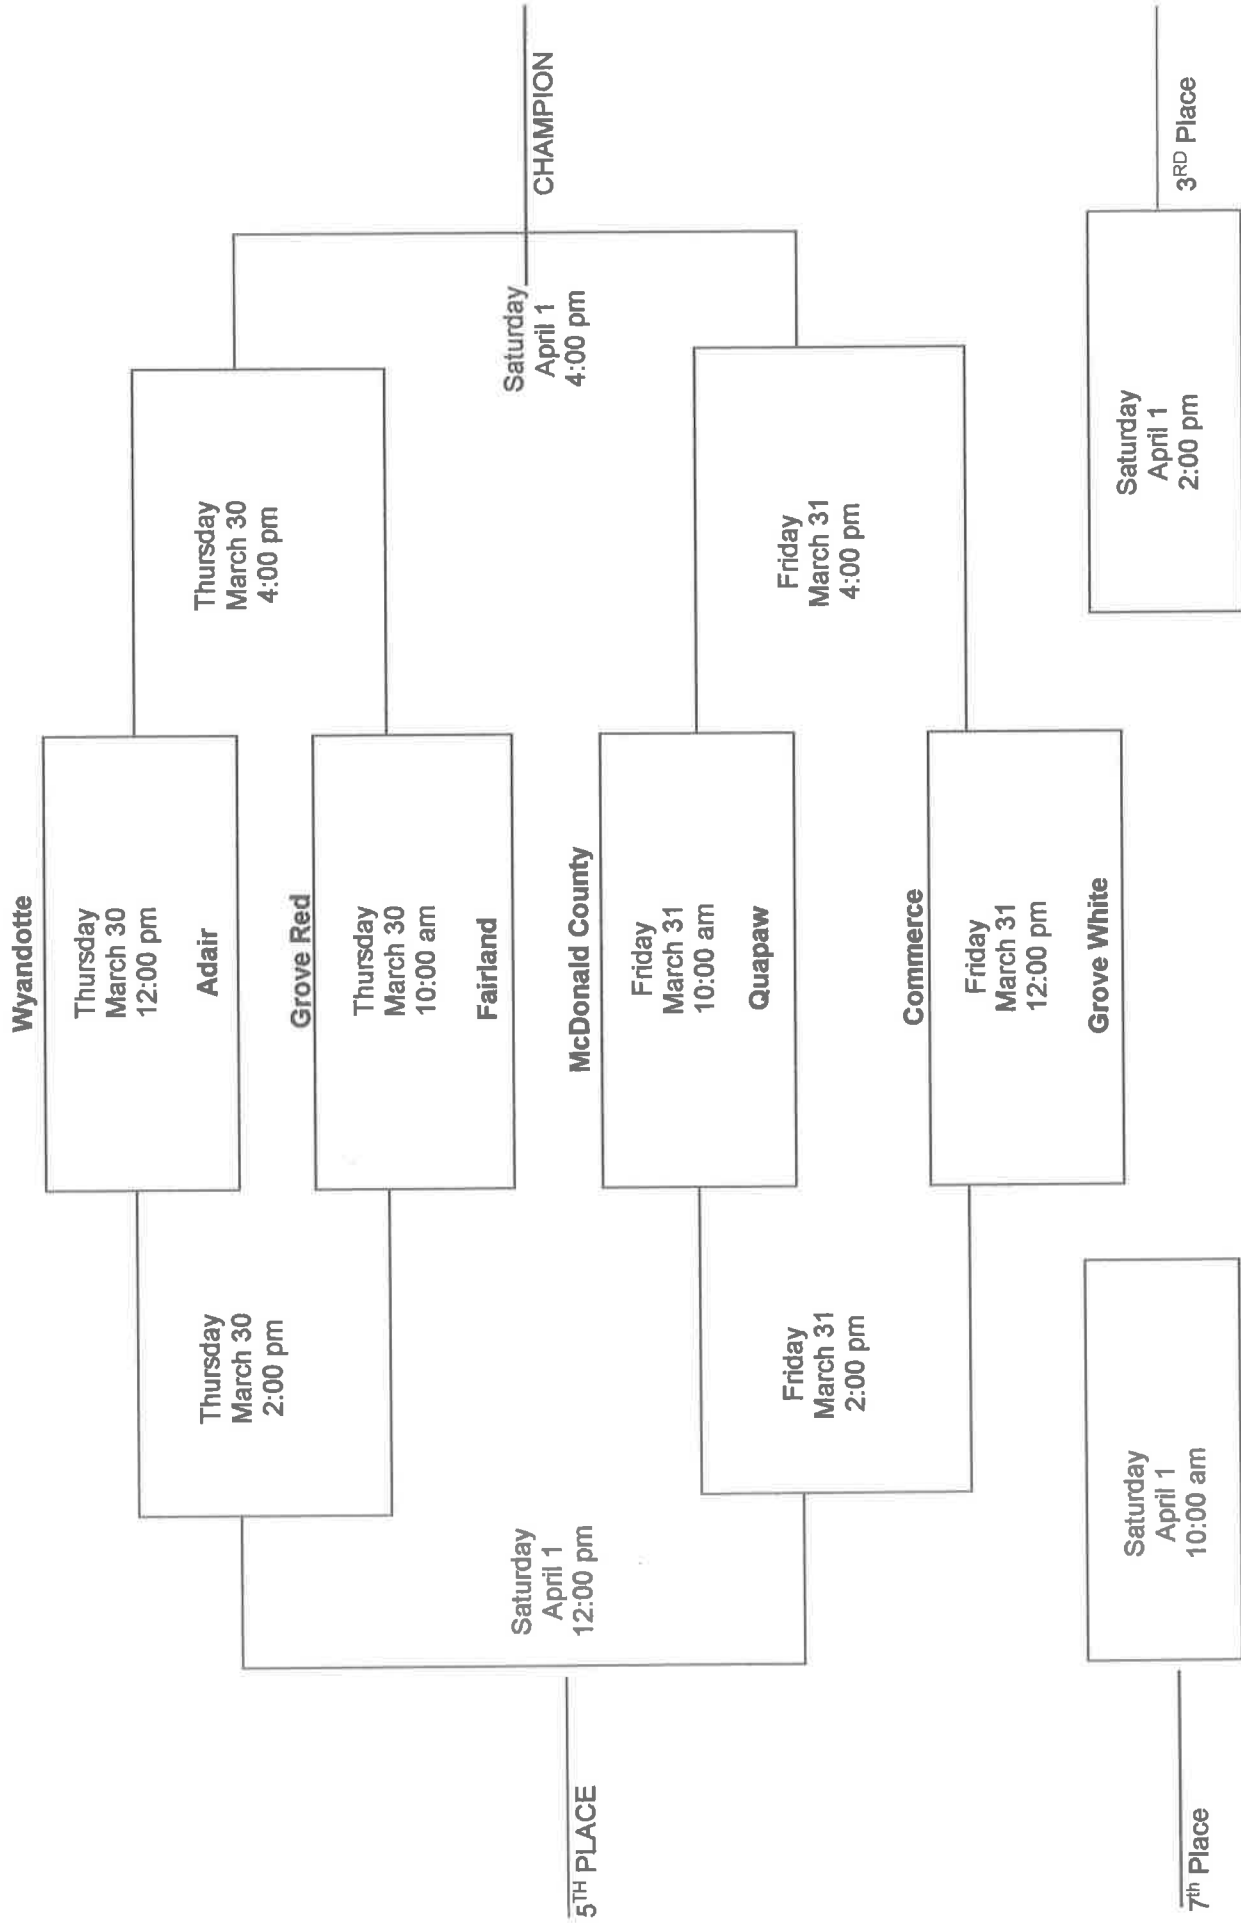 Wyandotte
Thursday
March 30
12:00 pm
Adair
Grove Red
Thursday
March 30
10:00 am
Fairland
McDonald County
Friday
March 31
10:00 am
Quapaw
Commerce
Friday
March 31
12:00 pm
Grove White
Thursday
March 30
2:00 pm
Friday
March 31
2:00 pm
Saturday
April 1
12:00 pm
5TH PLACE
Saturday
April 1
10:00 am
7th Place
Thursday
March 30
4:00 pm
Friday
March 31
4:00 pm
Saturday
April 1
4:00 pm
CHAMPION
Saturday
April 1
2:00 pm
3RD Place